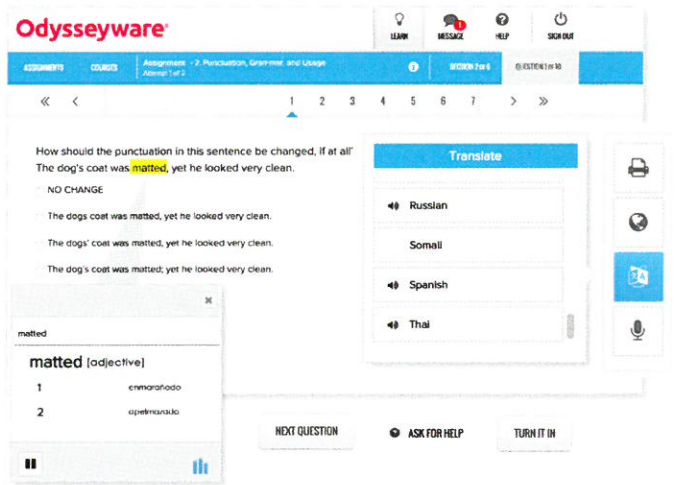 Odysseyware
LEARN MESSAGE HELP SIGN OUT
ASSIGNMENTS COURSES Assignment - 2. Punctuation, Grammar, and Usage SECTION 2 OF 6 QUESTION 1 OF 10
Attempt 1 of 2
« < 1 2 3 4 5 6 7 > »
How should the punctuation in this sentence be changed, if at all
The dog's coat was matted, yet he looked very clean.
NO CHANGE
The dogs coat was matted, yet he looked very clean.
The dogs' coat was matted, yet he looked very clean.
The dog's coat was matted; yet he looked very clean.
Translate
Russian
Somali
Spanish
Thai
×
matted
matted [adjective]
1 enmarañado
2 apelmazado
NEXT QUESTION ASK FOR HELP TURN IT IN